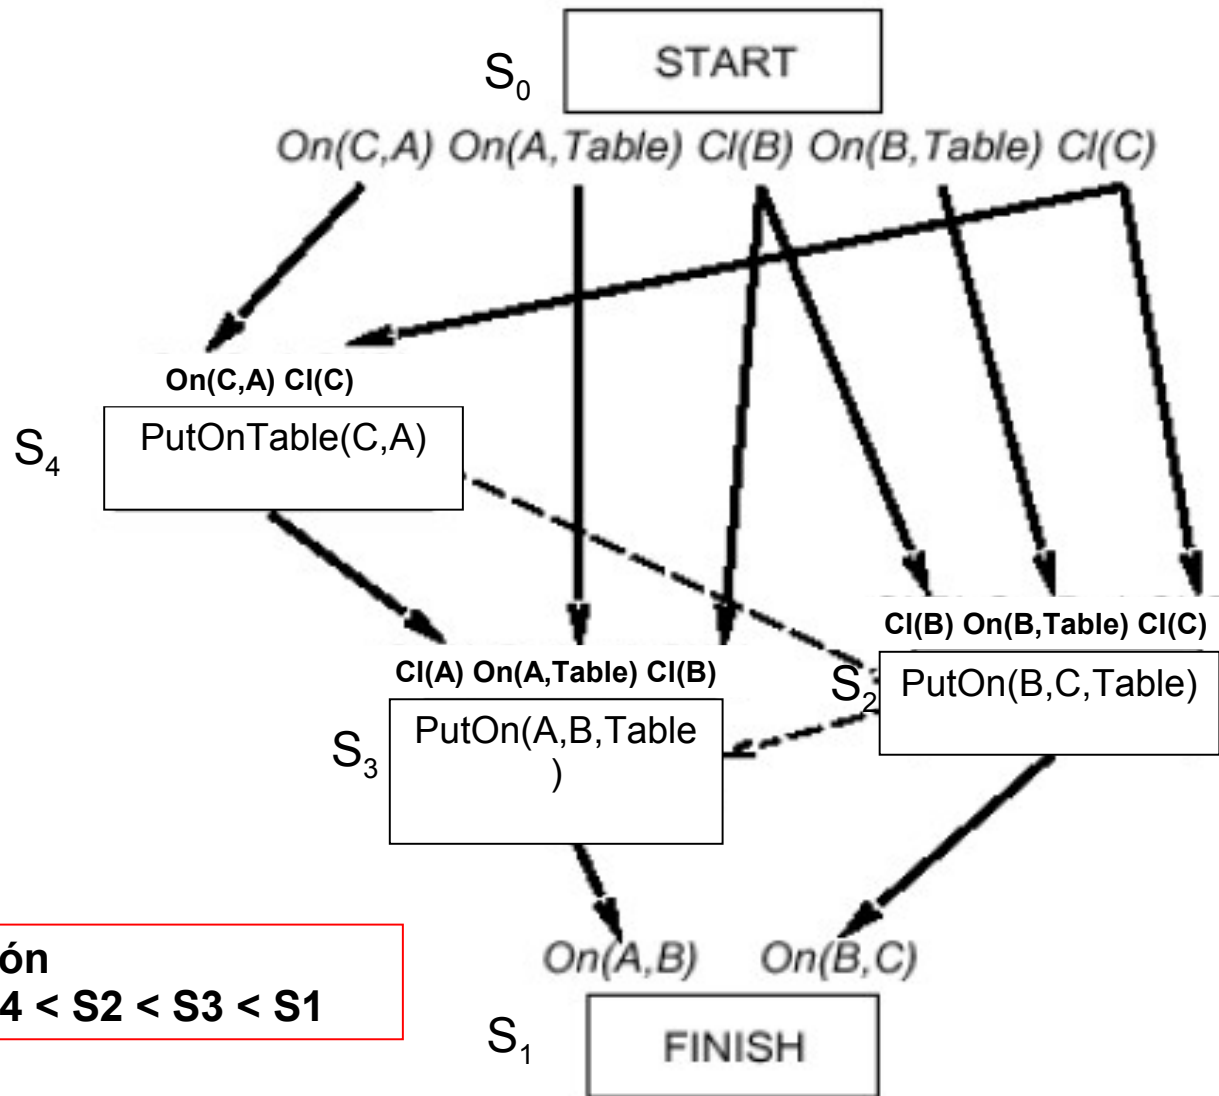 START
S0
On(C,A) On(A,Table) Cl(B) On(B,Table) Cl(C)
On(C,A) Cl(C)
PutOnTable(C,A)
S4
Cl(B) On(B,Table) Cl(C)
PutOn(B,C,Table)
S2
Cl(A) On(A,Table) Cl(B)
PutOn(A,B,Table
)
S3
On(A,B) On(B,C)
ón
4 < S2 < S3 < S1
S1
FINISH